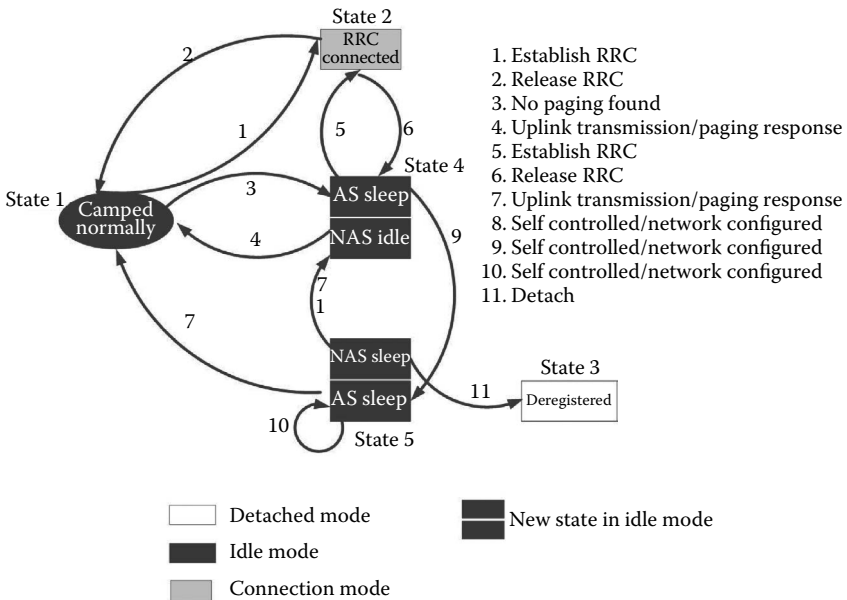 State 2
RRC
connected
2
1
5
6
State 4
State 1
Camped
normally
3
AS sleep
4
NAS idle
9
7
1
7
NAS sleep
AS sleep
10
State 5
11
State 3
Deregistered
1. Establish RRC
2. Release RRC
3. No paging found
4. Uplink transmission/paging response
5. Establish RRC
6. Release RRC
7. Uplink transmission/paging response
8. Self controlled/network configured
9. Self controlled/network configured
10. Self controlled/network configured
11. Detach
Detached mode
Idle mode
Connection mode
New state in idle mode